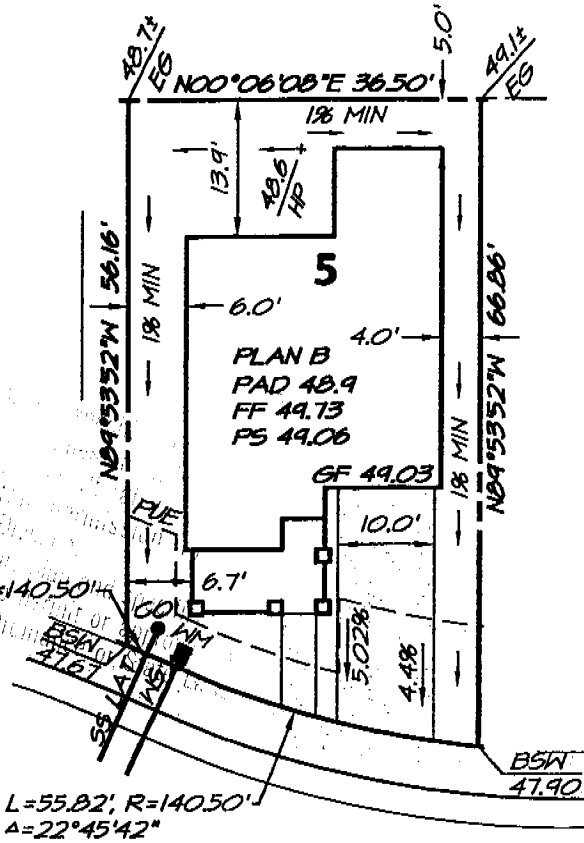 48.7±
EG
N00°06'08"E 36.50'
5.0'
49.1±
EG
1% MIN
13.9'
48.6
HP
5
N89°53'52"W 56.16'
1% MIN
6.0'
4.0'
N89°53'52"W 66.86'
1% MIN
PLAN B
PAD 48.9
FF 49.73
PS 49.06
GF 49.03
PUE
10.0'
6.7'
=140.50'
CO
WM
BSW
47.67
SS LAT
WS
5.02%
4.4%
BSW
47.90
L=55.82', R=140.50'
Δ=22°45'42"